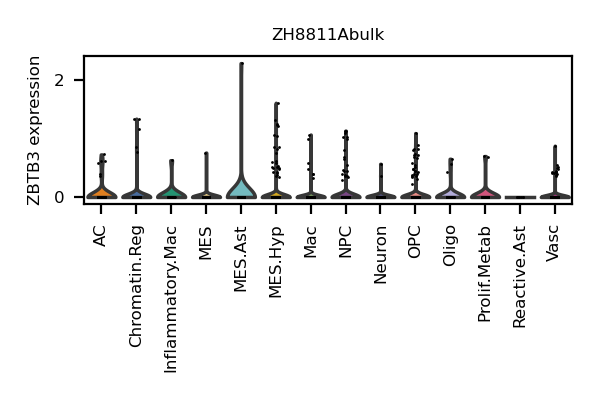 ZH8811Abulk
ZBTB3 expression
2
0
AC
Chromatin.Reg
Inflammatory.Mac
MES
MES.Ast
MES.Hyp
Mac
NPC
Neuron
OPC
Oligo
Prolif.Metab
Reactive.Ast
Vasc